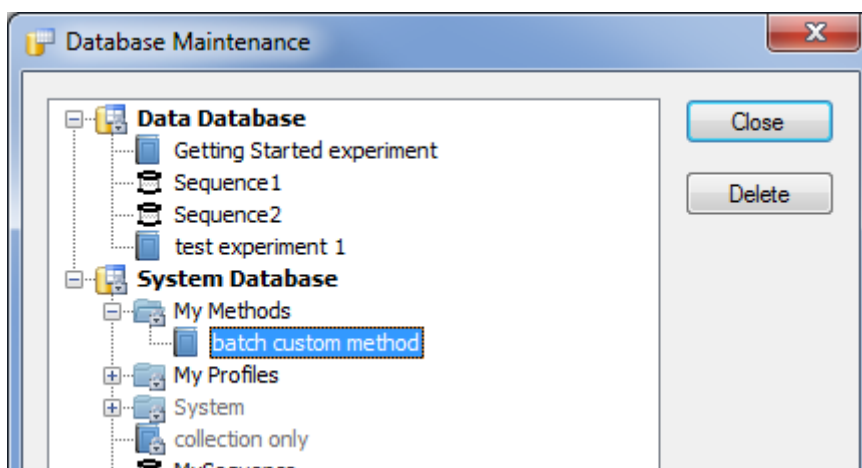 Database Maintenance
Data Database
Getting Started experiment
Sequence1
Sequence2
test experiment 1
System Database
My Methods
batch custom method
My Profiles
System
collection only
MySequence
Close
Delete